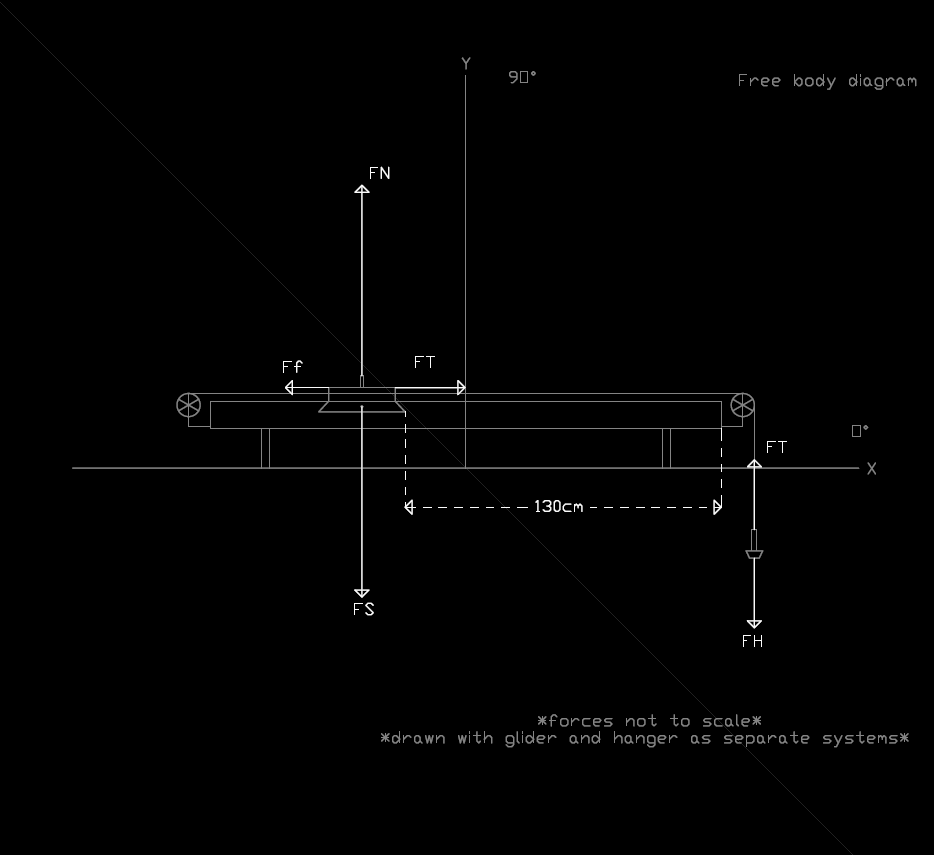 Y
9▯°
Free body diagram
FN
Ff
FT
▯°
FT
X
130cm
FS
FH
*forces not to scale*
*drawn with glider and hanger as separate systems*